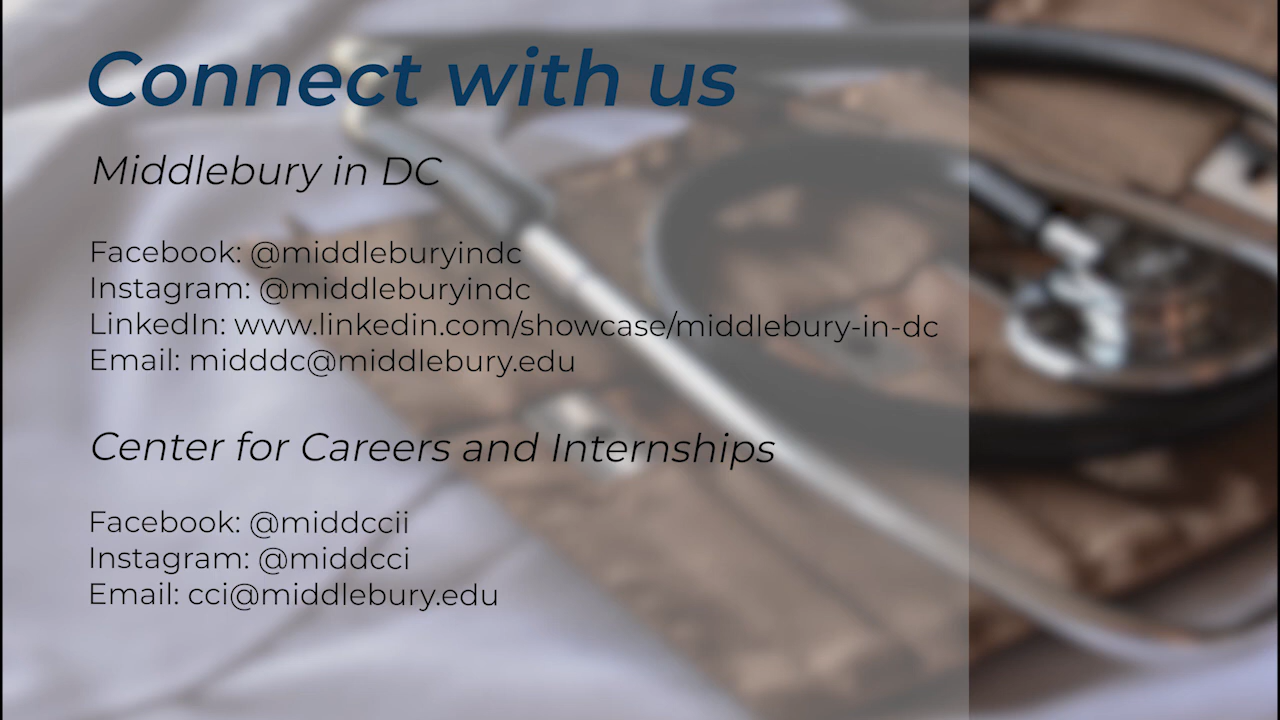 Connect with us
Middlebury in DC
Facebook: @middleburyindc
Instagram: @middleburyindc
LinkedIn: www.linkedin.com/showcase/middlebury-in-dc
Email: midddc@middlebury.edu
Center for Careers and Internships
Facebook: @middccii
Instagram: @middcci
Email: cci@middlebury.edu